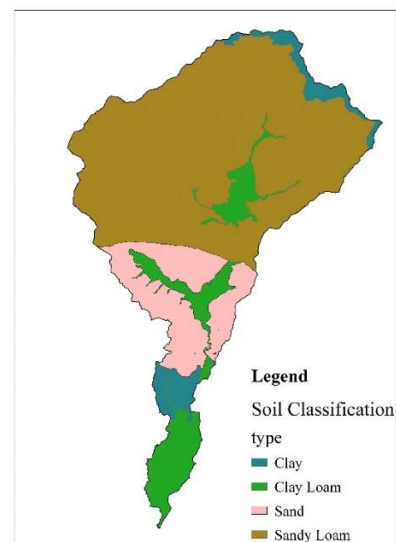 Legend
Soil Classification
type
Clay
Clay Loam
Sand
Sandy Loam